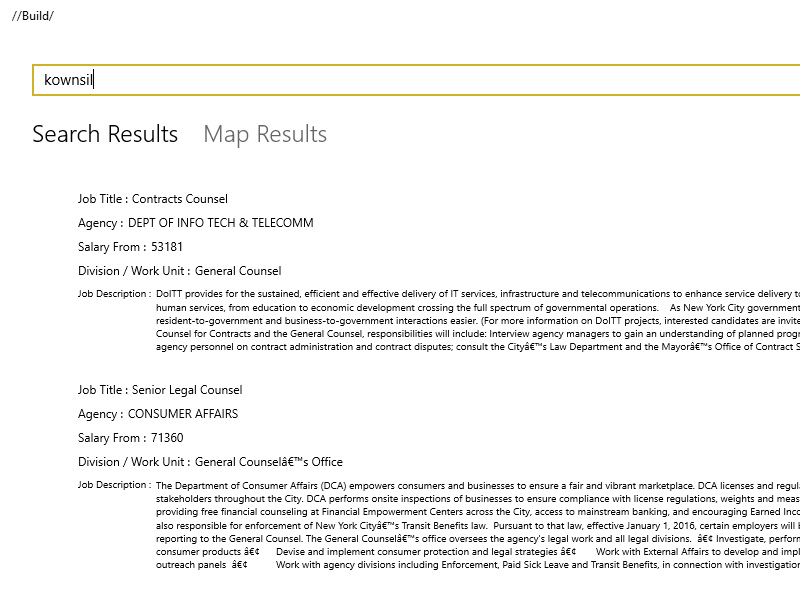 //Build/
kownsil
Search Results Map Results
Job Title : Contracts Counsel
Agency : DEPT OF INFO TECH & TELECOMM
Salary From : 53181
Division / Work Unit : General Counsel
Job Description : DoITT provides for the sustained, efficient and effective delivery of IT services, infrastructure and telecommunications to enhance service delivery to
human services, from education to economic development crossing the full spectrum of governmental operations. As New York City government
resident-to-government and business-to-government interactions easier. (For more information on DoITT projects, interested candidates are invite
Counsel for Contracts and the General Counsel, responsibilities will include: Interview agency managers to gain an understanding of planned progr
agency personnel on contract administration and contract disputes; consult the Cityâ€™s Law Department and the Mayorâ€™s Office of Contract S
Job Title : Senior Legal Counsel
Agency : CONSUMER AFFAIRS
Salary From : 71360
Division / Work Unit : General Counselâ€™s Office
Job Description : The Department of Consumer Affairs (DCA) empowers consumers and businesses to ensure a fair and vibrant marketplace. DCA licenses and regul
stakeholders throughout the City. DCA performs onsite inspections of businesses to ensure compliance with license regulations, weights and meas
providing free financial counseling at Financial Empowerment Centers across the City, access to mainstream banking, and encouraging Earned Inco
also responsible for enforcement of New York Cityâ€™s Transit Benefits law. Pursuant to that law, effective January 1, 2016, certain employers will b
reporting to the General Counsel. The General Counselâ€™s office oversees the agency's legal work and all legal divisions. â€¢ Investigate, perform
consumer products â€¢ Devise and implement consumer protection and legal strategies â€¢ Work with External Affairs to develop and impl
outreach panels â€¢ Work with agency divisions including Enforcement, Paid Sick Leave and Transit Benefits, in connection with investigation